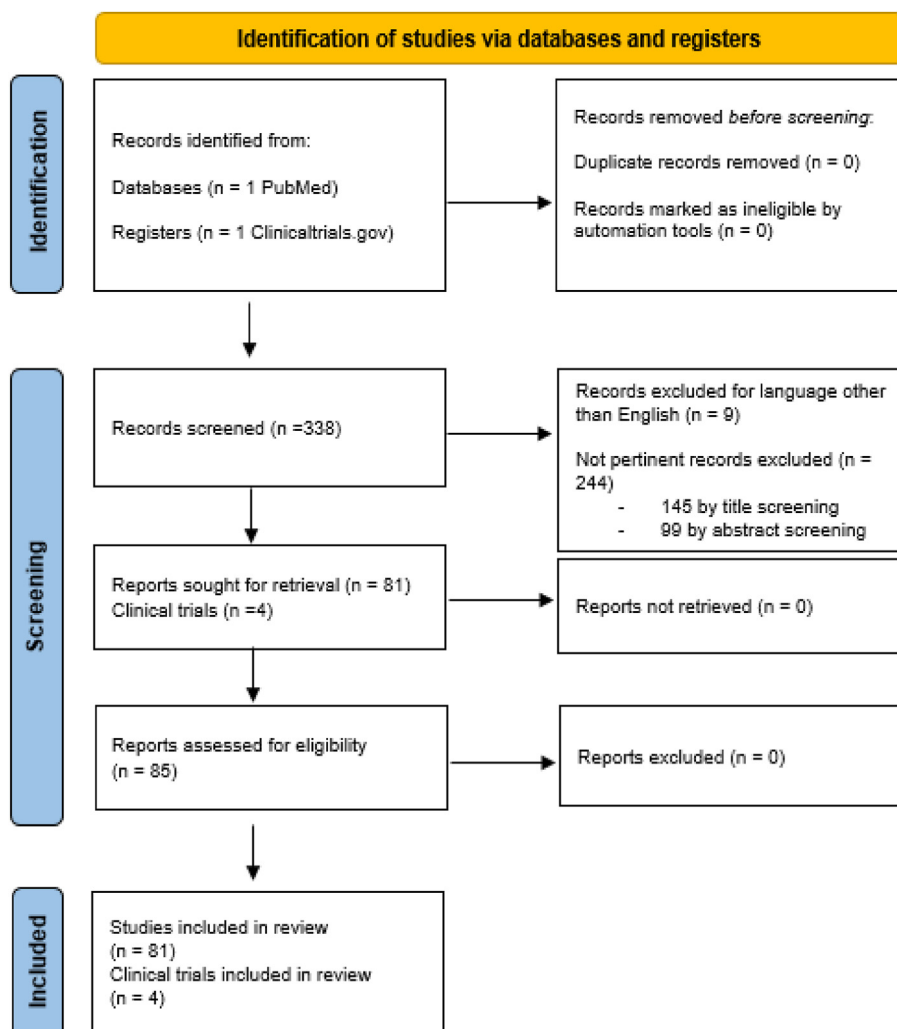 Identification of studies via databases and registers
Identification
Records identified from:
Databases (n = 1 PubMed)
Registers (n = 1 Clinicaltrials.gov)
Records removed before screening:
Duplicate records removed (n = 0)
Records marked as ineligible by
automation tools (n = 0)
Screening
Records screened (n =338)
Records excluded for language other
than English (n = 9)
Not pertinent records excluded (n =
244)
- 145 by title screening
- 99 by abstract screening
Reports sought for retrieval (n = 81)
Clinical trials (n =4)
Reports not retrieved (n = 0)
Reports assessed for eligibility
(n = 85)
Reports excluded (n = 0)
Included
Studies included in review
(n = 81)
Clinical trials included in review
(n = 4)